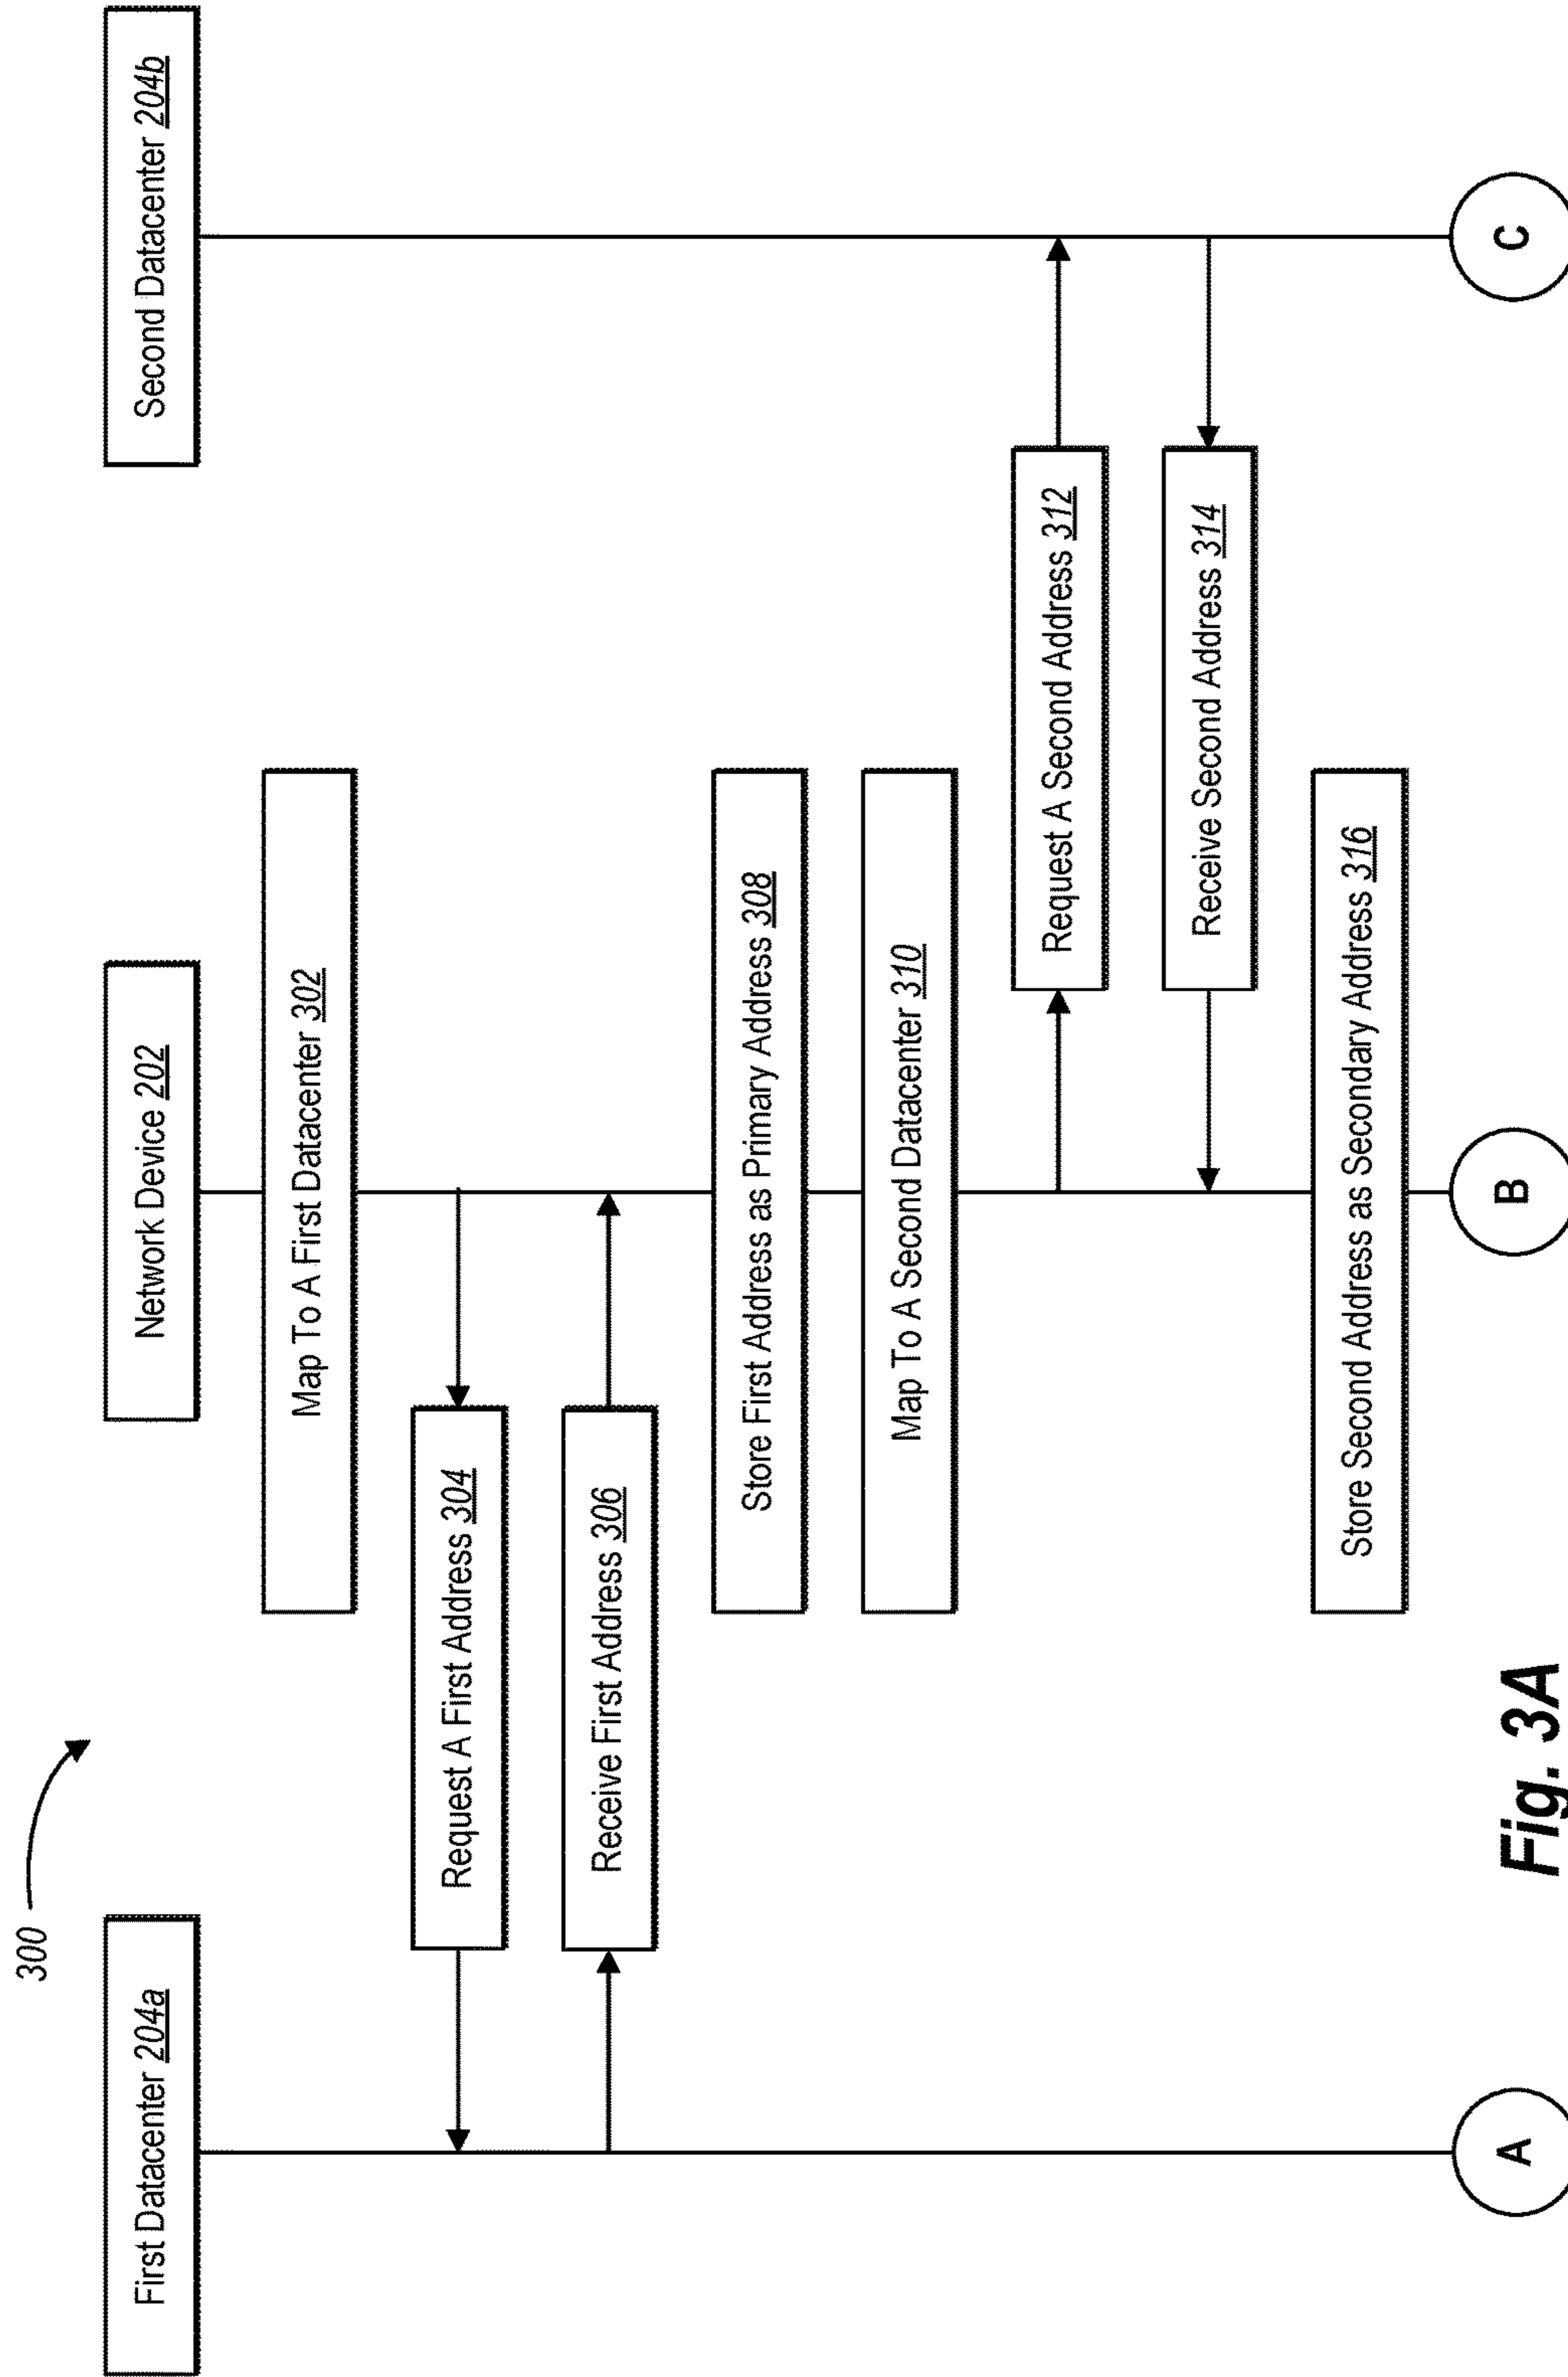 300
First Datacenter 204a
Network Device 202
Second Datacenter 204b
Map To A First Datacenter 302
Request A First Address 304
Receive First Address 306
Store First Address as Primary Address 308
Map To A Second Datacenter 310
Request A Second Address 312
Receive Second Address 314
Store Second Address as Secondary Address 316
A
B
C
Fig. 3A